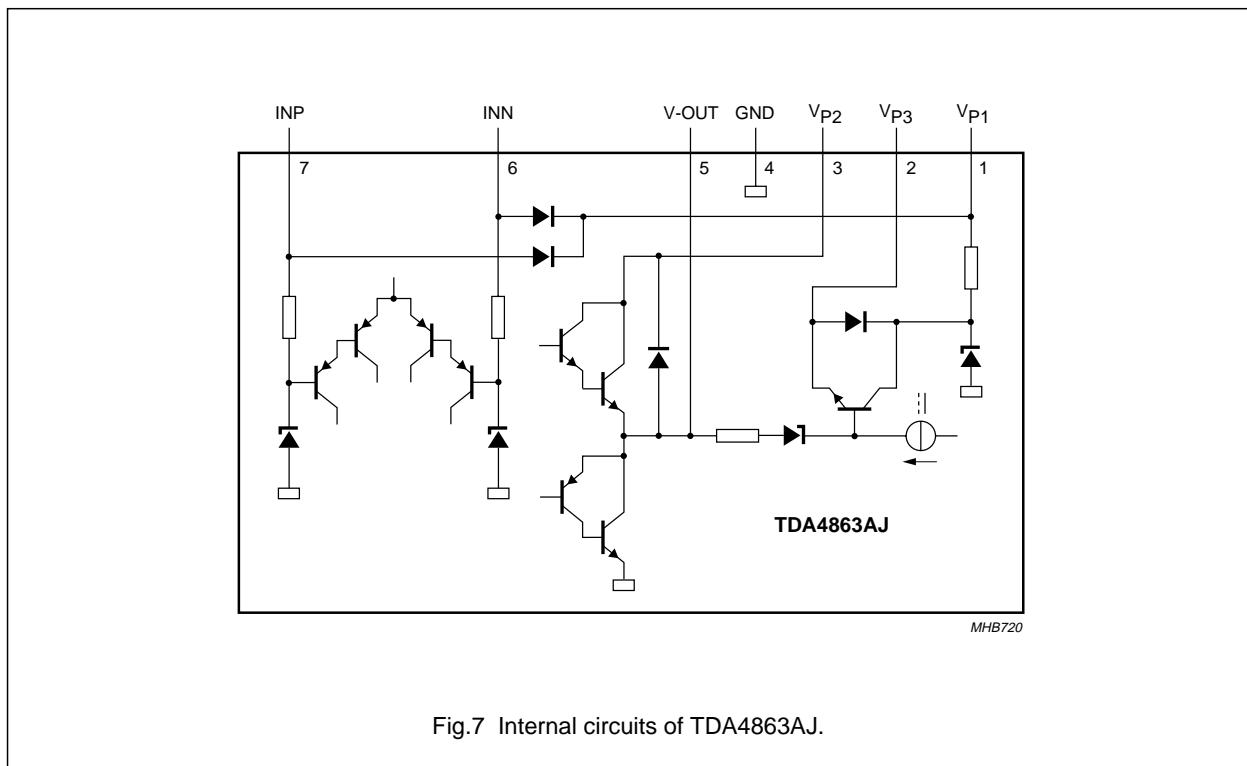 INP INN V-OUT GND VP2 VP3 VP1
7 6 5 4 3 2 1
TDA4863AJ
MHB720
Fig.7 Internal circuits of TDA4863AJ.